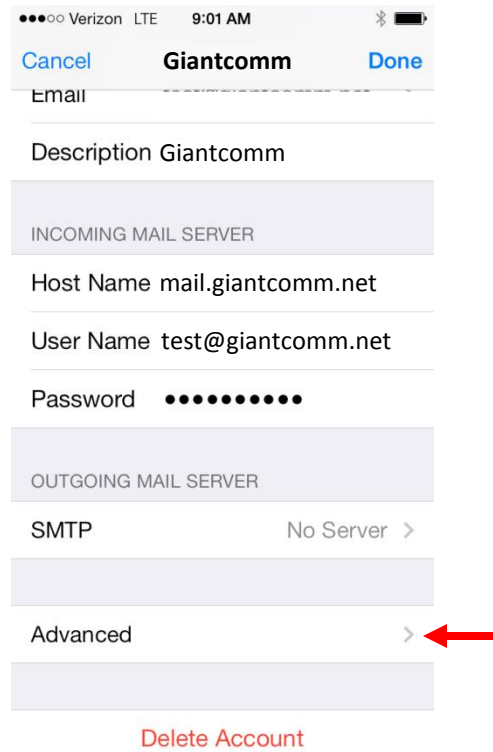 Verizon LTE 9:01 AM
Cancel Giantcomm Done
Email
Description Giantcomm
INCOMING MAIL SERVER
Host Name mail.giantcomm.net
User Name test@giantcomm.net
Password ••••••••••
OUTGOING MAIL SERVER
SMTP No Server >
Advanced >
Delete Account